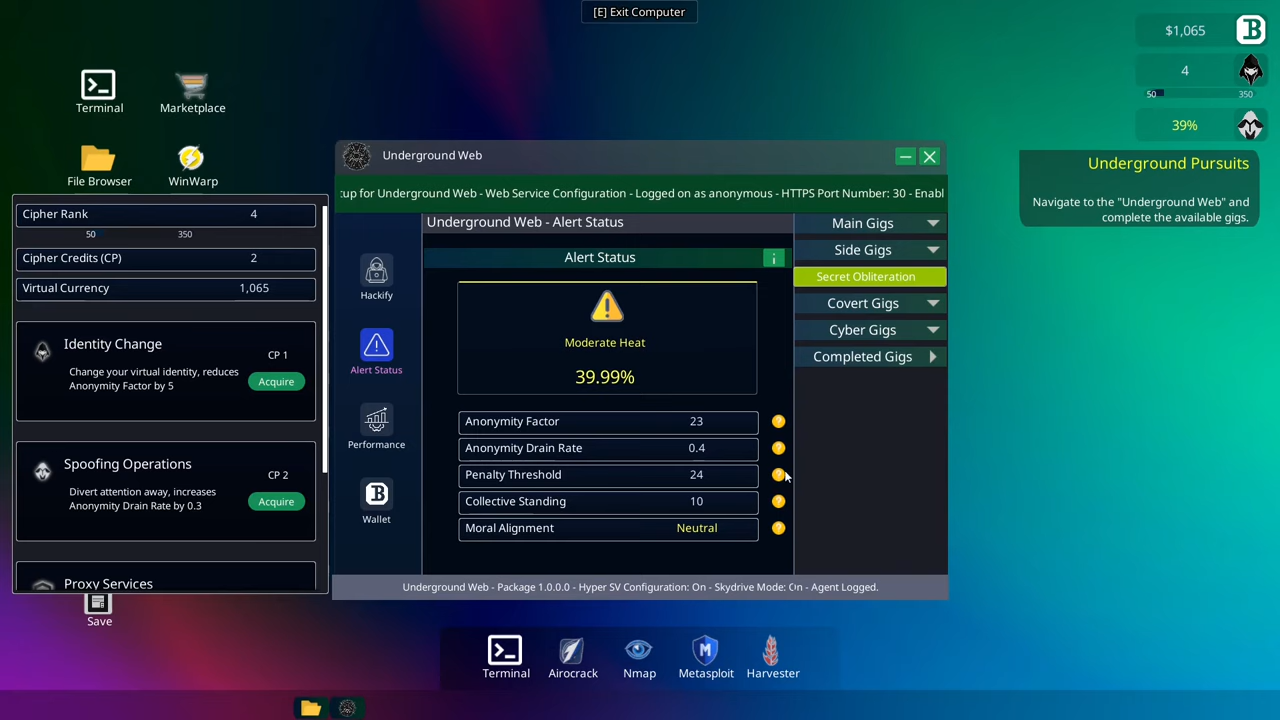 [E] Exit Computer
$1,065
B
4
50
350
39%
Underground Pursuits
Navigate to the "Underground Web" and
complete the available gigs.
Terminal
Marketplace
File Browser
WinWarp
Cipher Rank 4
50 350
Cipher Credits (CP) 2
Virtual Currency 1,065
Identity Change
CP 1
Change your virtual identity, reduces
Anonymity Factor by 5
Acquire
Spoofing Operations
CP 2
Divert attention away, increases
Anonymity Drain Rate by 0.3
Acquire
Proxy Services
Save
Underground Web
:up for Underground Web - Web Service Configuration - Logged on as anonymous - HTTPS Port Number: 30 - Enabl
Hackify
Alert Status
Performance
B
Wallet
Underground Web - Alert Status
Alert Status
i
Moderate Heat
39.99%
Anonymity Factor 23 ?
Anonymity Drain Rate 0.4 ?
Penalty Threshold 24 ?
Collective Standing 10 ?
Moral Alignment Neutral ?
Main Gigs
Side Gigs
Secret Obliteration
Covert Gigs
Cyber Gigs
Completed Gigs
Underground Web - Package 1.0.0.0 - Hyper SV Configuration: On - Skydrive Mode: On - Agent Logged.
Terminal
Airocrack
Nmap
M
Metasploit
Harvester